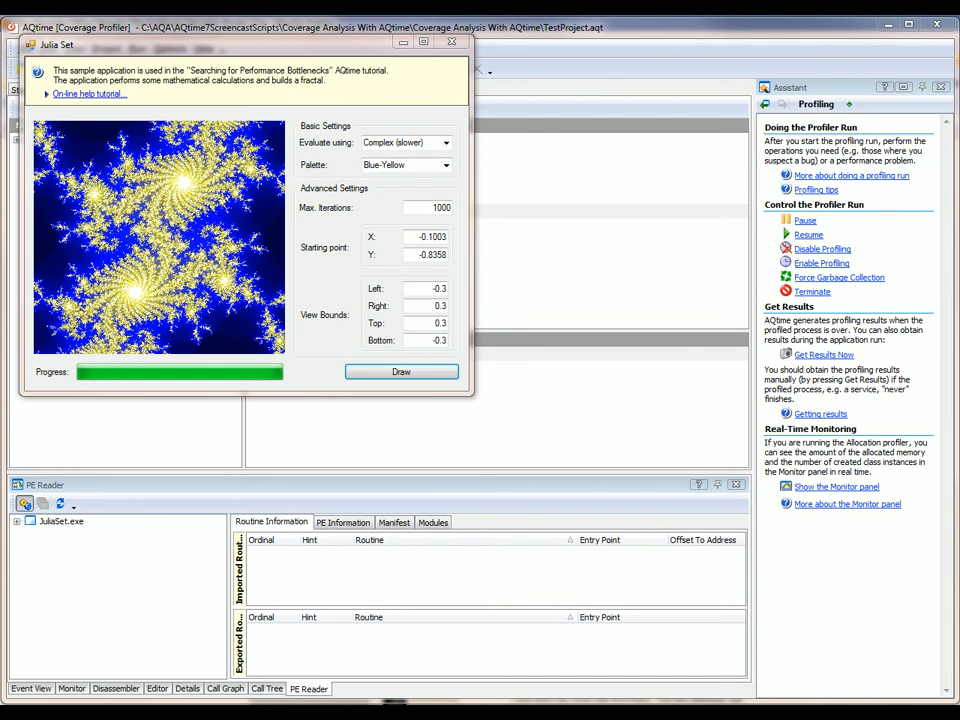 AQtime [Coverage Profiler] - C:\AQA\AQtime7ScreencastScripts\Coverage Analysis With AQtime\Coverage Analysis With AQtime\TestProject.aqt
Julia Set
This sample application is used in the "Searching for Performance Bottlenecks" AQtime tutorial.
The application performs some mathematical calculations and builds a fractal.
On-line help tutorial...
Basic Settings
Evaluate using: Complex (slower)
Palette: Blue-Yellow
Advanced Settings
Max. Iterations: 1000
Starting point:
X: -0.1003
Y: -0.8358
View Bounds:
Left: -0.3
Right: 0.3
Top: 0.3
Bottom: -0.3
Progress:
Draw
Assistant
Profiling
Doing the Profiler Run
After you start the profiling run, perform the
operations you need (e.g. those where you
suspect a bug) or a performance problem.
More about doing a profiling run
Profiling tips
Control the Profiler Run
Pause
Resume
Disable Profiling
Enable Profiling
Force Garbage Collection
Terminate
Get Results
AQtime generates profiling results when the
profiled process is over. You can also obtain
results during the application run:
Get Results Now
You should obtain the profiling results
manually (by pressing Get Results) if the
profiled process, e.g. a service, "never"
finishes.
Getting results
Real-Time Monitoring
If you are running the Allocation profiler, you
can see the amount of the allocated memory
and the number of created class instances in
the Monitor panel in real time.
Show the Monitor panel
More about the Monitor panel
PE Reader
JuliaSet.exe
Routine Information PE Information Manifest Modules
Imported Rout...
Ordinal Hint Routine Entry Point Offset To Address
Exported Ro...
Ordinal Hint Routine Entry Point
Event View Monitor Disassembler Editor Details Call Graph Call Tree PE Reader